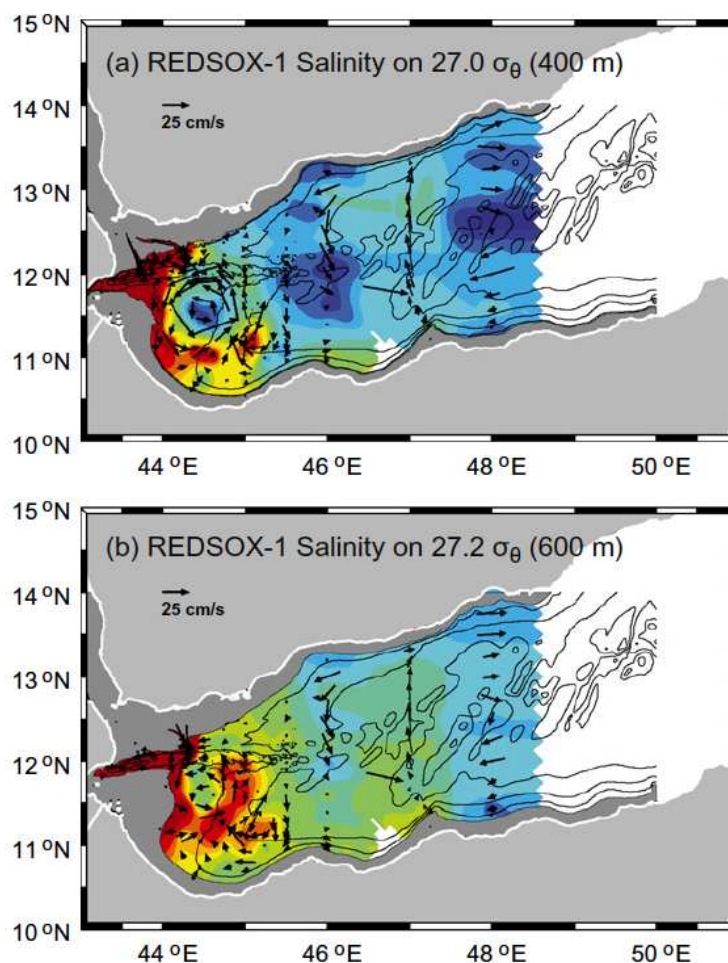 15 °N
(a) REDSOX-1 Salinity on 27.0 σθ (400 m)
14 °N
25 cm/s
13 °N
12 °N
11 °N
10 °N
44 °E 46 °E 48 °E 50 °E
15 °N
(b) REDSOX-1 Salinity on 27.2 σθ (600 m)
14 °N
25 cm/s
13 °N
12 °N
11 °N
10 °N
44 °E 46 °E 48 °E 50 °E